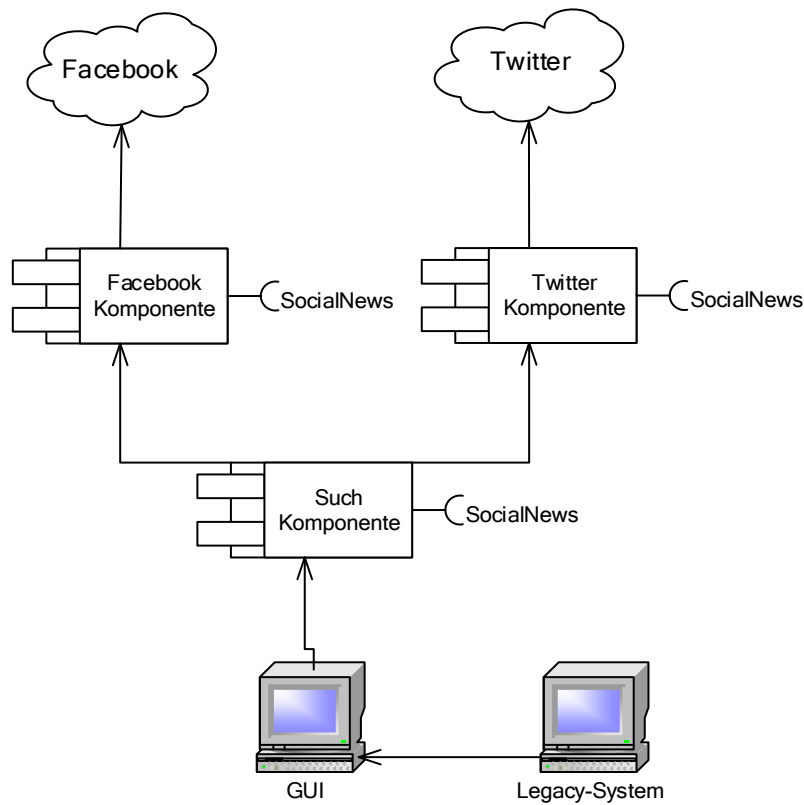 Facebook
Twitter
Facebook
Komponente
SocialNews
Twitter
Komponente
SocialNews
Such
Komponente
SocialNews
GUI
Legacy-System